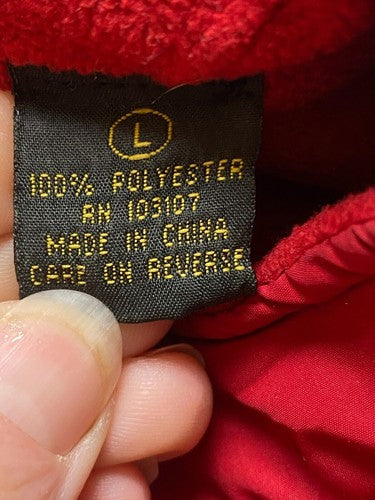 L
100% POLYESTER
RN 103107
MADE IN CHINA
CARE ON REVERSE